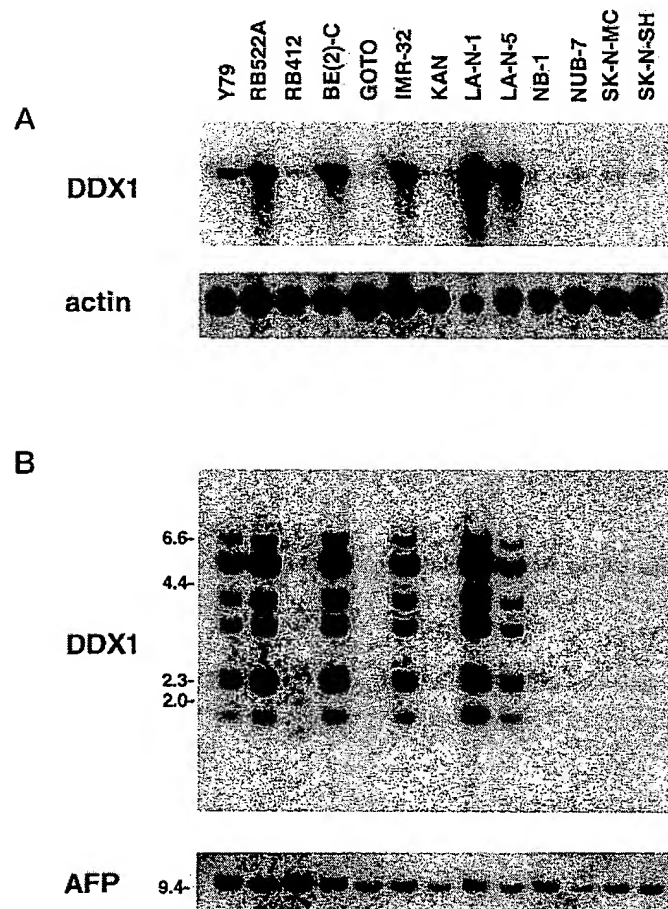 Y79
RB522A
RB412
BE(2)-C
GOTO
IMR-32
KAN
LA-N-1
LA-N-5
NB-1
NUB-7
SK-N-MC
SK-N-SH
A
DDX1
actin
B
6.6-
4.4-
DDX1
2.3-
2.0-
AFP
9.4-